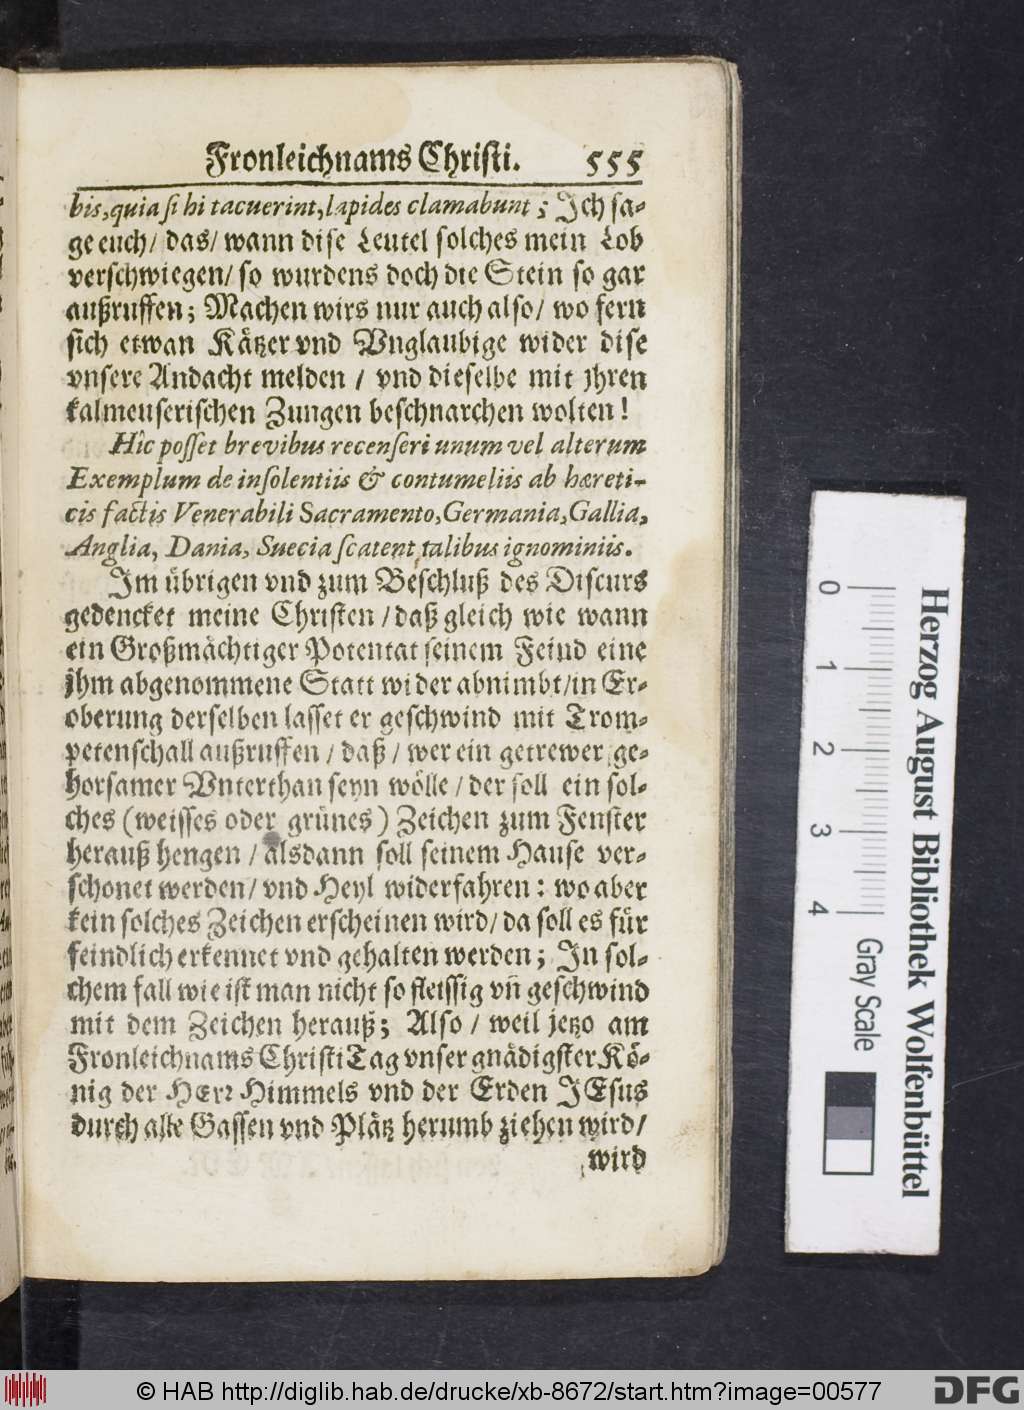 Fronleichnams Christi. 555
bis, quia ſi hi tacuerint, lapides clamabunt; Ich ſa-
ge euch/ das/ wann diſe Leutel ſolches mein Lob
verſchwiegen/ ſo wurdens doch die Stein ſo gar
außruffen; Machen wirs nur auch alſo/ wo fern
ſich etwan Kätzer vnd Vnglaubige wider diſe
vnſere Andacht melden / vnd dieſelbe mit jhren
kalmeuſeriſchen Zungen beſchnarchen wolten!
Hîc poſſet brevibus recenſeri unum vel alterum
Exemplum de inſolentiis & contumeliis ab hæreti-
cis factis Venerabili Sacramento, Germania, Gallia,
Anglia, Dania, Suecia ſcatent talibus ignominiis.
Im übrigen vnd zum Beſchluß des Diſcurs
gedencket meine Chriſten / daß gleich wie wann
ein Großmächtiger Potentat ſeinem Feind eine
jhm abgenommene Statt wider abnimbt/ in Er-
oberung derſelben laſſet er geſchwind mit Trom-
petenſchall außruffen / daß / wer ein getrewer ge-
horſamer Vnterthan ſeyn wölle / der ſoll ein ſol-
ches (weiſſes oder grünes) Zeichen zum Fenſter
herauß hengen / alsdann ſoll ſeinem Hauſe ver-
ſchonet werden/ vnd Heyl widerfahren: wo aber
kein ſolches Zeichen erſcheinen wird/ da ſoll es für
feindlich erkennet vnd gehalten werden; In ſol-
chem fall wie iſt man nicht ſo fleiſſig vñ geſchwind
mit dem Zeichen herauß; Alſo / weil jetzo am
Fronleichnams Chriſti Tag vnſer gnädigſter Kö-
nig der HErr Himmels vnd der Erden JEſus
durch alle Gaſſen vnd Plätz herumb ziehen wird/
wird
0 1 2 3 4
Gray Scale
Herzog August Bibliothek Wolfenbüttel
© HAB http://diglib.hab.de/drucke/xb-8672/start.htm?image=00577
DFG